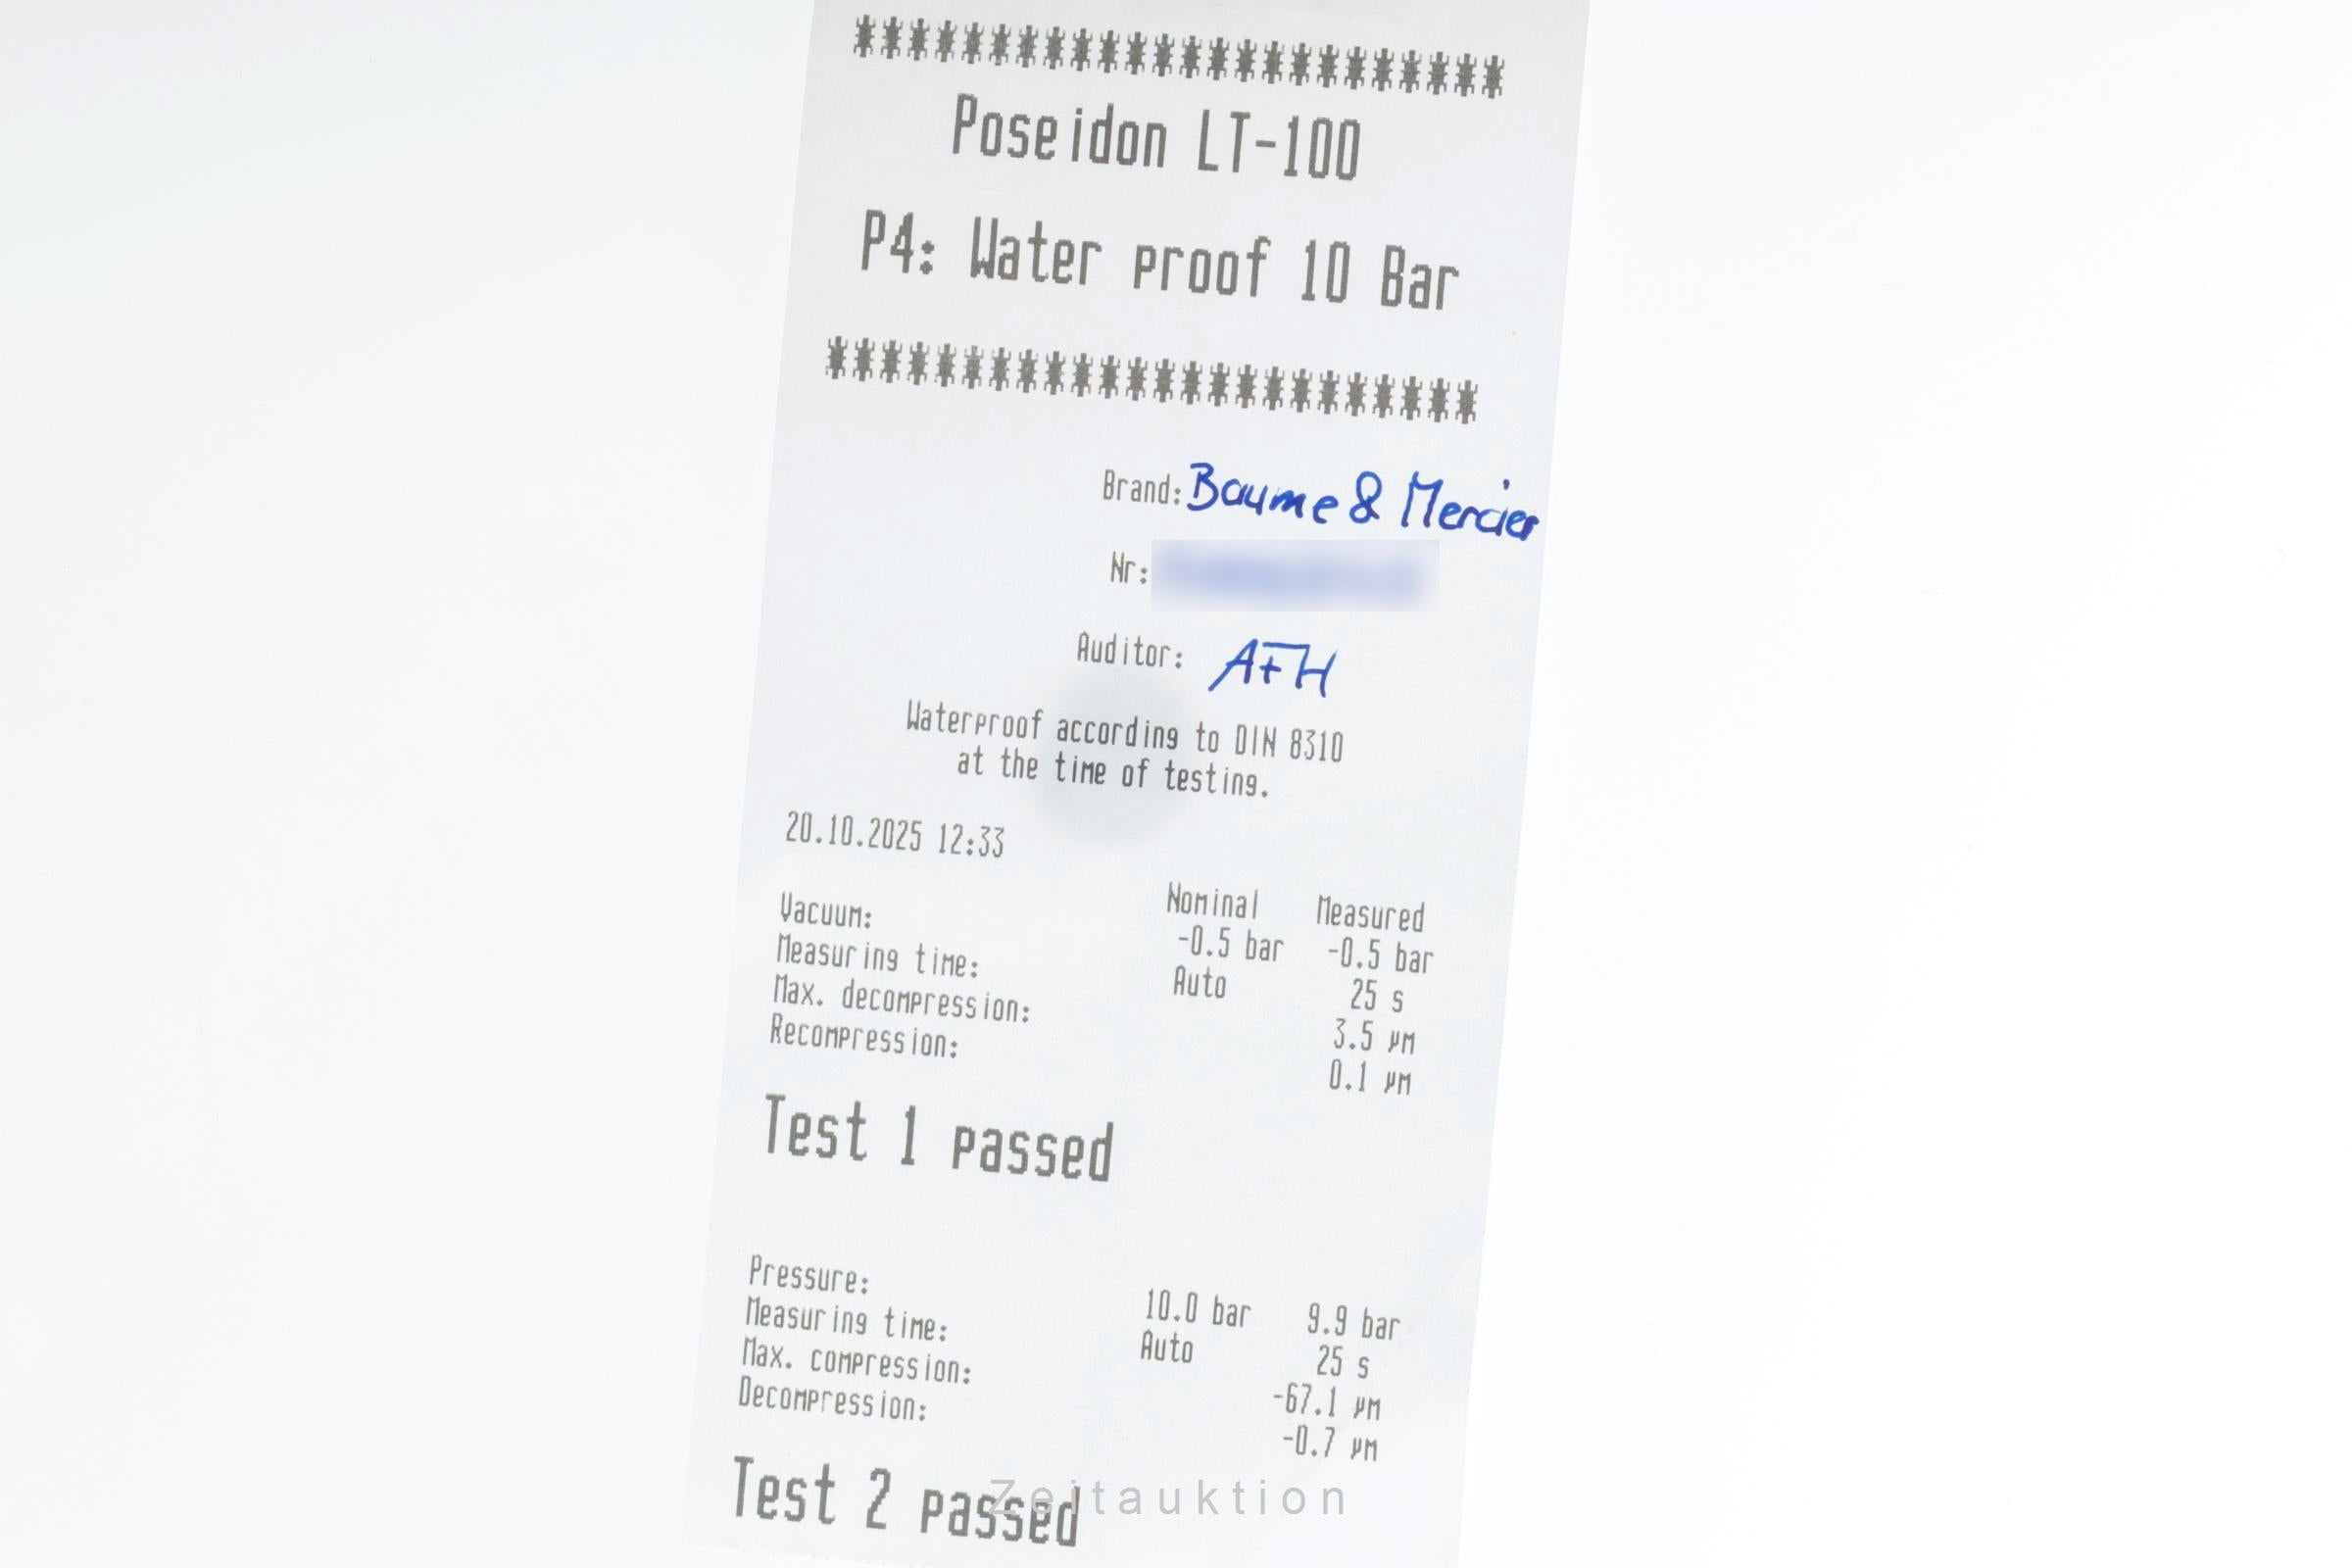 ************************
Poseidon LT-100
P4: Water proof 10 Bar
************************
Brand: Baume & Mercier
Nr:
Auditor: AFH
Waterproof according to DIN 8310
at the time of testing.
20.10.2025 12:33
Nominal Measured
Vacuum: -0.5 bar -0.5 bar
Measuring time: Auto 25 s
Max. decompression: 3.5 µm
Recompression: 0.1 µm
Test 1 passed
Pressure: 10.0 bar 9.9 bar
Measuring time: Auto 25 s
Max. compression: -67.1 µm
Decompression: -0.7 µm
Test 2 passed
Zeitauktion